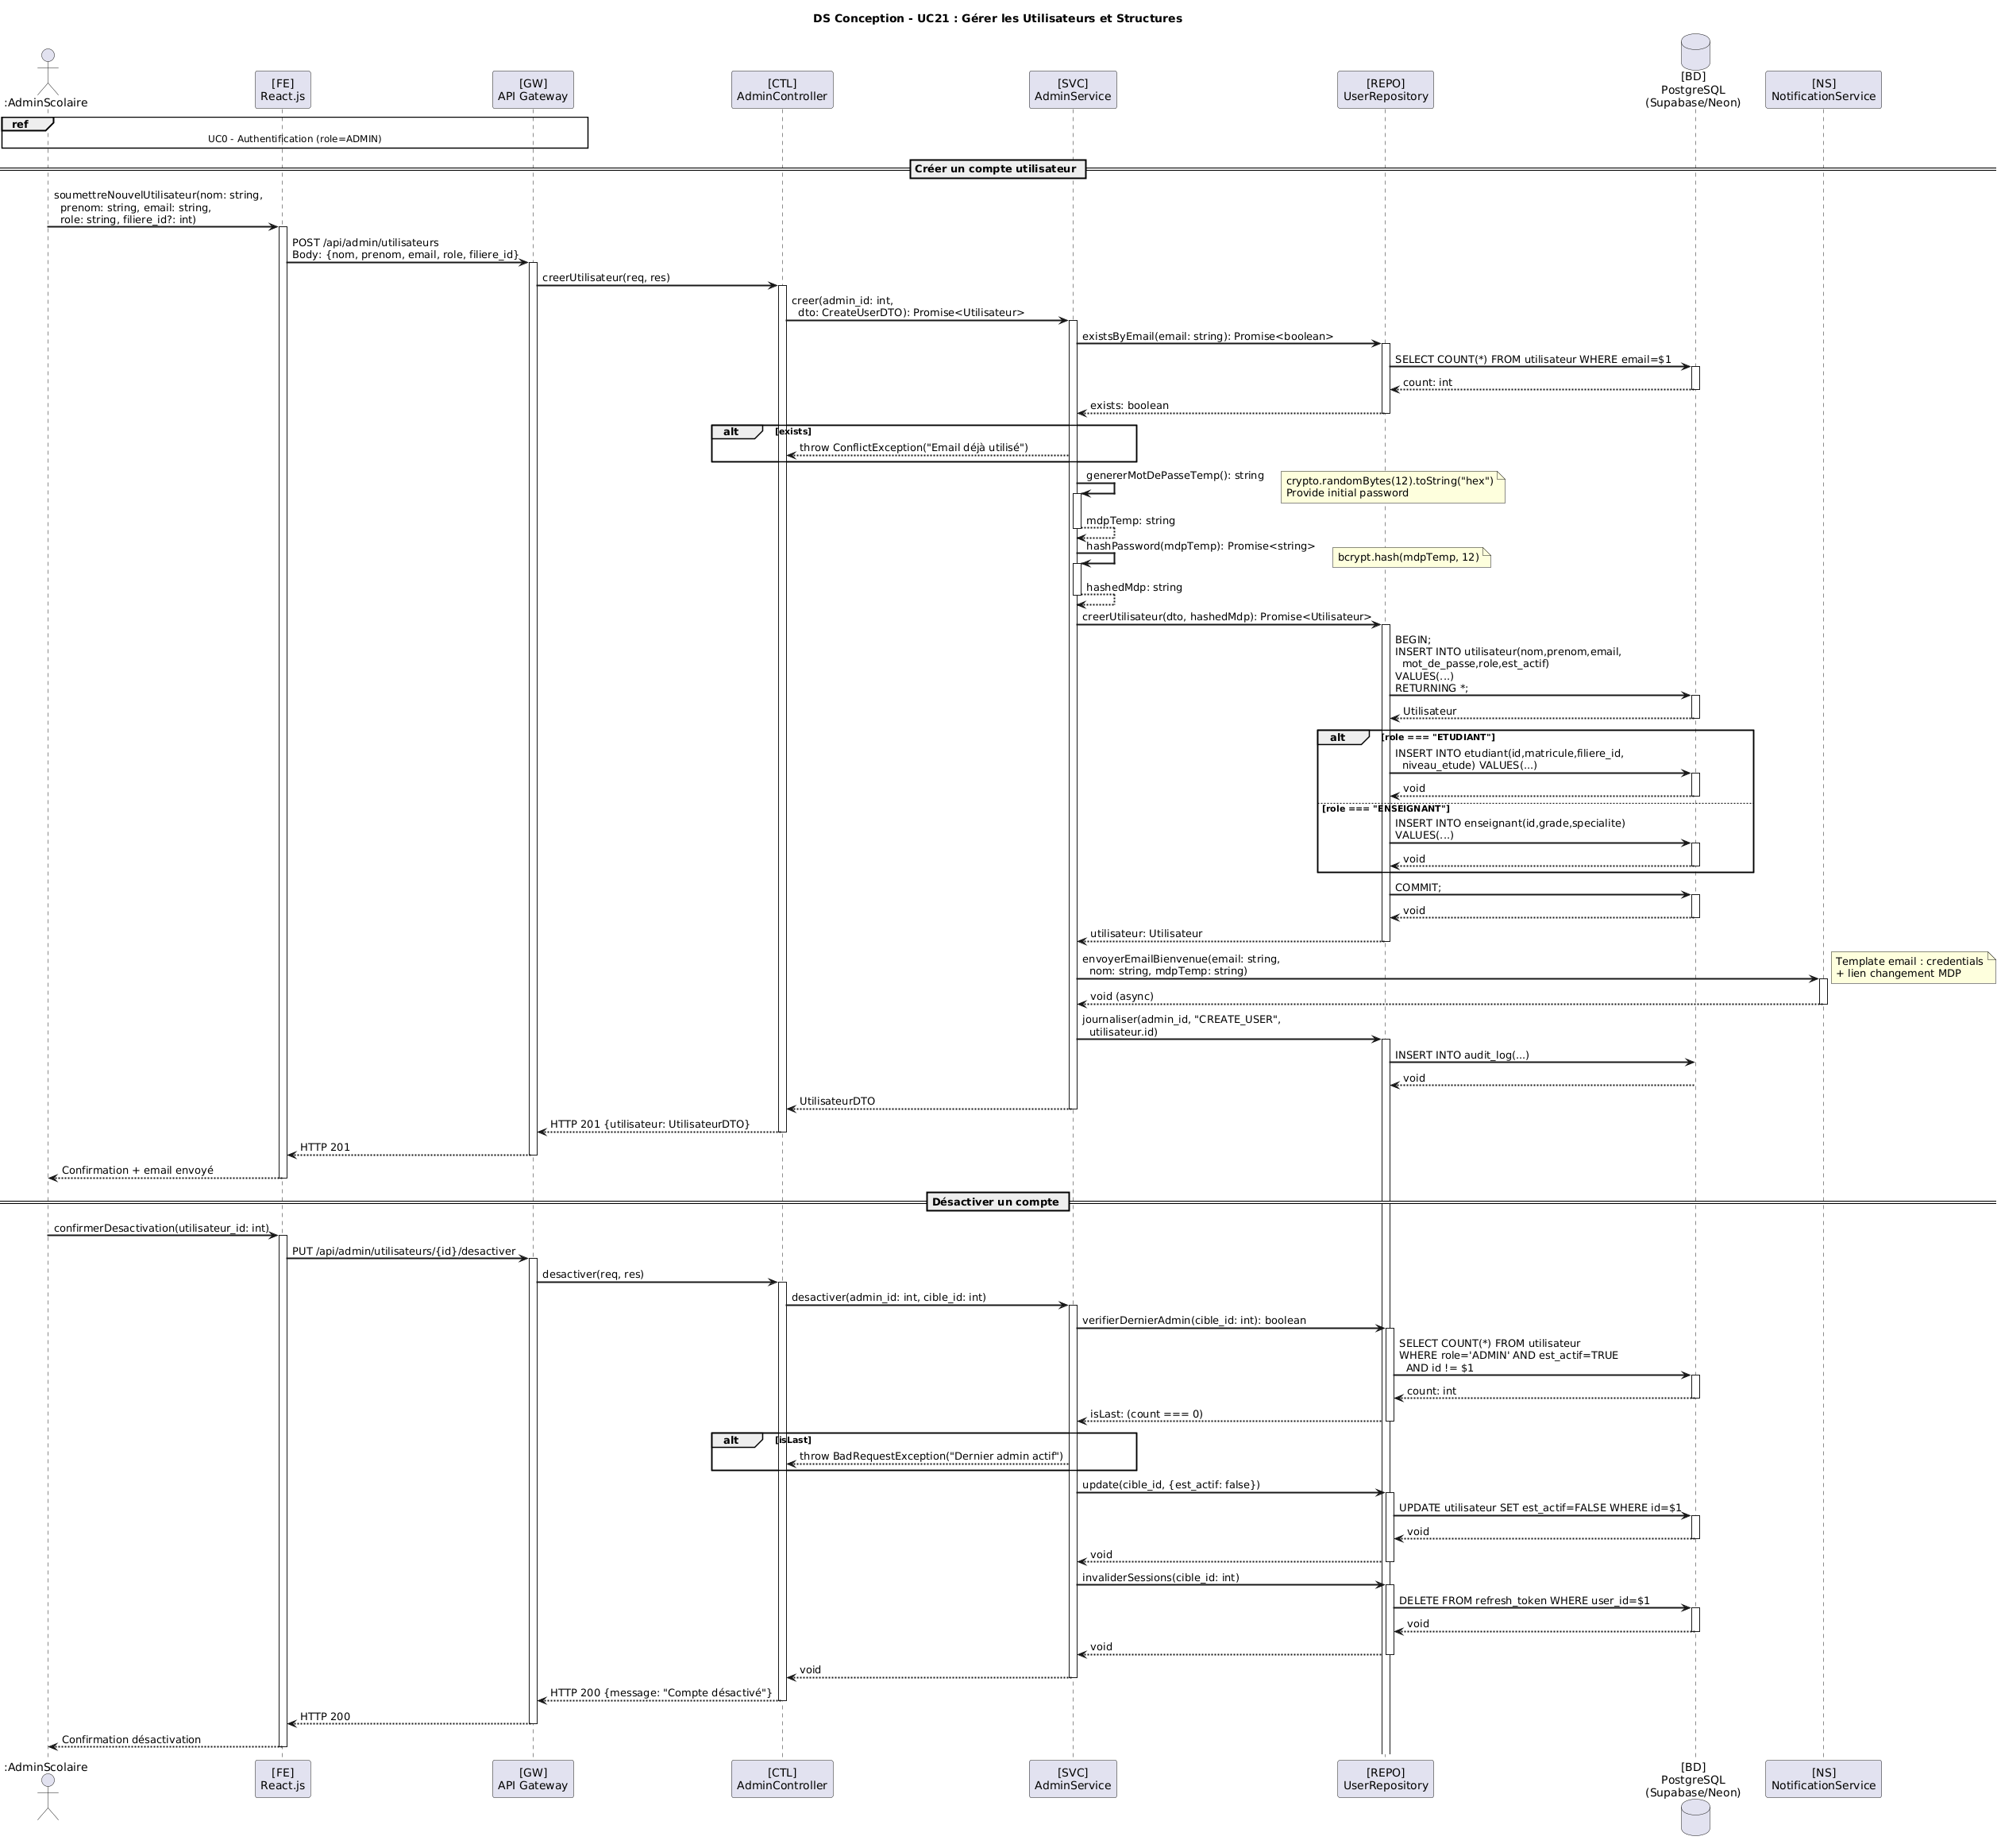 DS Conception - UC21 : Gérer les Utilisateurs et Structures
:AdminScolaire
[FE]
React.js
[GW]
API Gateway
[CTL]
AdminController
[SVC]
AdminService
[REPO]
UserRepository
[BD]
PostgreSQL
(Supabase/Neon)
[NS]
NotificationService
ref
UC0 - Authentification (role=ADMIN)
Créer un compte utilisateur
soumettreNouvelUtilisateur(nom: string,
prenom: string, email: string,
role: string, filiere_id?: int)
POST /api/admin/utilisateurs
Body: {nom, prenom, email, role, filiere_id}
creerUtilisateur(req, res)
creer(admin_id: int,
dto: CreateUserDTO): Promise<Utilisateur>
existsByEmail(email: string): Promise<boolean>
SELECT COUNT(*) FROM utilisateur WHERE email=$1
count: int
exists: boolean
alt [exists]
throw ConflictException("Email déjà utilisé")
genererMotDePasseTemp(): string
crypto.randomBytes(12).toString("hex")
Provide initial password
mdpTemp: string
hashPassword(mdpTemp): Promise<string>
bcrypt.hash(mdpTemp, 12)
hashedMdp: string
creerUtilisateur(dto, hashedMdp): Promise<Utilisateur>
BEGIN;
INSERT INTO utilisateur(nom,prenom,email,
mot_de_passe,role,est_actif)
VALUES(...)
RETURNING *;
Utilisateur
alt [role === "ETUDIANT"]
INSERT INTO etudiant(id,matricule,filiere_id,
niveau_etude) VALUES(...)
void
[role === "ENSEIGNANT"]
INSERT INTO enseignant(id,grade,specialite)
VALUES(...)
void
COMMIT;
void
utilisateur: Utilisateur
envoyerEmailBienvenue(email: string,
nom: string, mdpTemp: string)
Template email : credentials
+ lien changement MDP
void (async)
journaliser(admin_id, "CREATE_USER",
utilisateur.id)
INSERT INTO audit_log(...)
void
UtilisateurDTO
HTTP 201 {utilisateur: UtilisateurDTO}
HTTP 201
Confirmation + email envoyé
Désactiver un compte
confirmerDesactivation(utilisateur_id: int)
PUT /api/admin/utilisateurs/{id}/desactiver
desactiver(req, res)
desactiver(admin_id: int, cible_id: int)
verifierDernierAdmin(cible_id: int): boolean
SELECT COUNT(*) FROM utilisateur
WHERE role='ADMIN' AND est_actif=TRUE
AND id != $1
count: int
isLast: (count === 0)
alt [isLast]
throw BadRequestException("Dernier admin actif")
update(cible_id, {est_actif: false})
UPDATE utilisateur SET est_actif=FALSE WHERE id=$1
void
void
invaliderSessions(cible_id: int)
DELETE FROM refresh_token WHERE user_id=$1
void
void
void
HTTP 200 {message: "Compte désactivé"}
HTTP 200
Confirmation désactivation
:AdminScolaire
[FE]
React.js
[GW]
API Gateway
[CTL]
AdminController
[SVC]
AdminService
[REPO]
UserRepository
[BD]
PostgreSQL
(Supabase/Neon)
[NS]
NotificationService